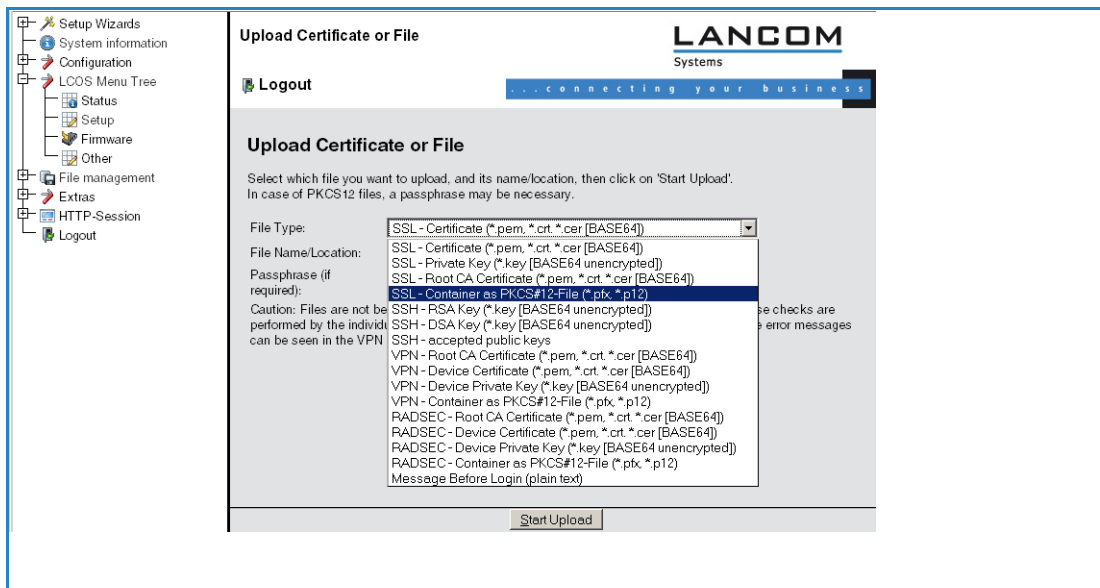 Setup Wizards
System information
Configuration
LCOS Menu Tree
Status
Setup
Firmware
Other
File management
Extras
HTTP-Session
Logout
Upload Certificate or File
LANCOM
Systems
Logout
...connecting your business
Upload Certificate or File
Select which file you want to upload, and its name/location, then click on 'Start Upload'.
In case of PKCS12 files, a passphrase may be necessary.
File Type: SSL - Certificate (*.pem, *.crt. *.cer [BASE64])
File Name/Location:
Passphrase (if
required):
SSL - Certificate (*.pem, *.crt. *.cer [BASE64])
SSL - Private Key (*.key [BASE64 unencrypted])
SSL - Root CA Certificate (*.pem, *.crt. *.cer [BASE64])
SSL - Container as PKCS#12-File (*.pfx, *.p12)
SSH - RSA Key (*.key [BASE64 unencrypted])
SSH - DSA Key (*.key [BASE64 unencrypted])
SSH - accepted public keys
VPN - Root CA Certificate (*.pem, *.crt. *.cer [BASE64])
VPN - Device Certificate (*.pem, *.crt. *.cer [BASE64])
VPN - Device Private Key (*.key [BASE64 unencrypted])
VPN - Container as PKCS#12-File (*.pfx, *.p12)
RADSEC - Root CA Certificate (*.pem, *.crt. *.cer [BASE64])
RADSEC - Device Certificate (*.pem, *.crt. *.cer [BASE64])
RADSEC - Device Private Key (*.key [BASE64 unencrypted])
RADSEC - Container as PKCS#12-File (*.pfx, *.p12)
Message Before Login (plain text)
Caution: Files are not be se checks are
performed by the individu error messages
can be seen in the VPN
Start Upload